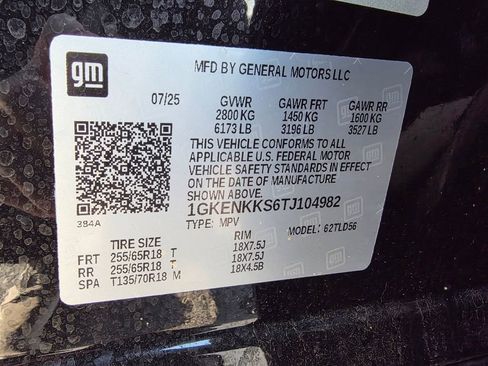 gm
MFD BY GENERAL MOTORS LLC
07/25 GVWR GAWR FRT GAWR RR
2800 KG 1450 KG 1600 KG
6173 LB 3196 LB 3527 LB
THIS VEHICLE CONFORMS TO ALL
APPLICABLE U.S. FEDERAL MOTOR
VEHICLE SAFETY STANDARDS IN EFFECT
ON THE DATE OF MANUFACTURE
SHOWN ABOVE.
1GKENKKS6TJ104982
384A TYPE: MPV MODEL: 62TLD56
TIRE SIZE RIM
FRT 255/65R18 T 18X7.5J
RR 255/65R18 T 18X7.5J
SPA T135/70R18 M 18X4.5B